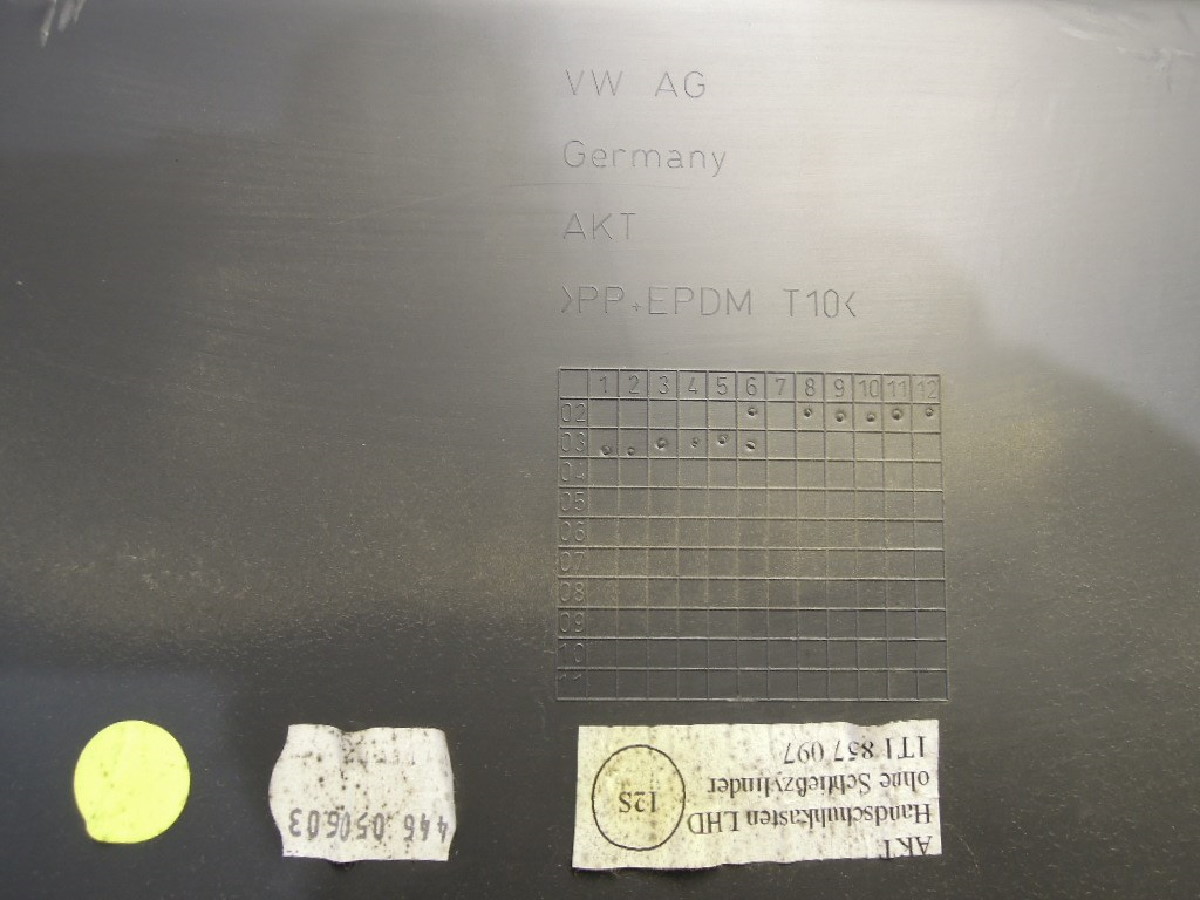 VW AG
Germany
AKT
>PP+EPDM T10<
1 2 3 4 5 6 7 8 9 10 11 12
02
03
04
05
06
07
08
09
10
11
446 050603
AKT
Handschuhkasten LHD
ohne Schließzylinder
1T1 857 097
12S